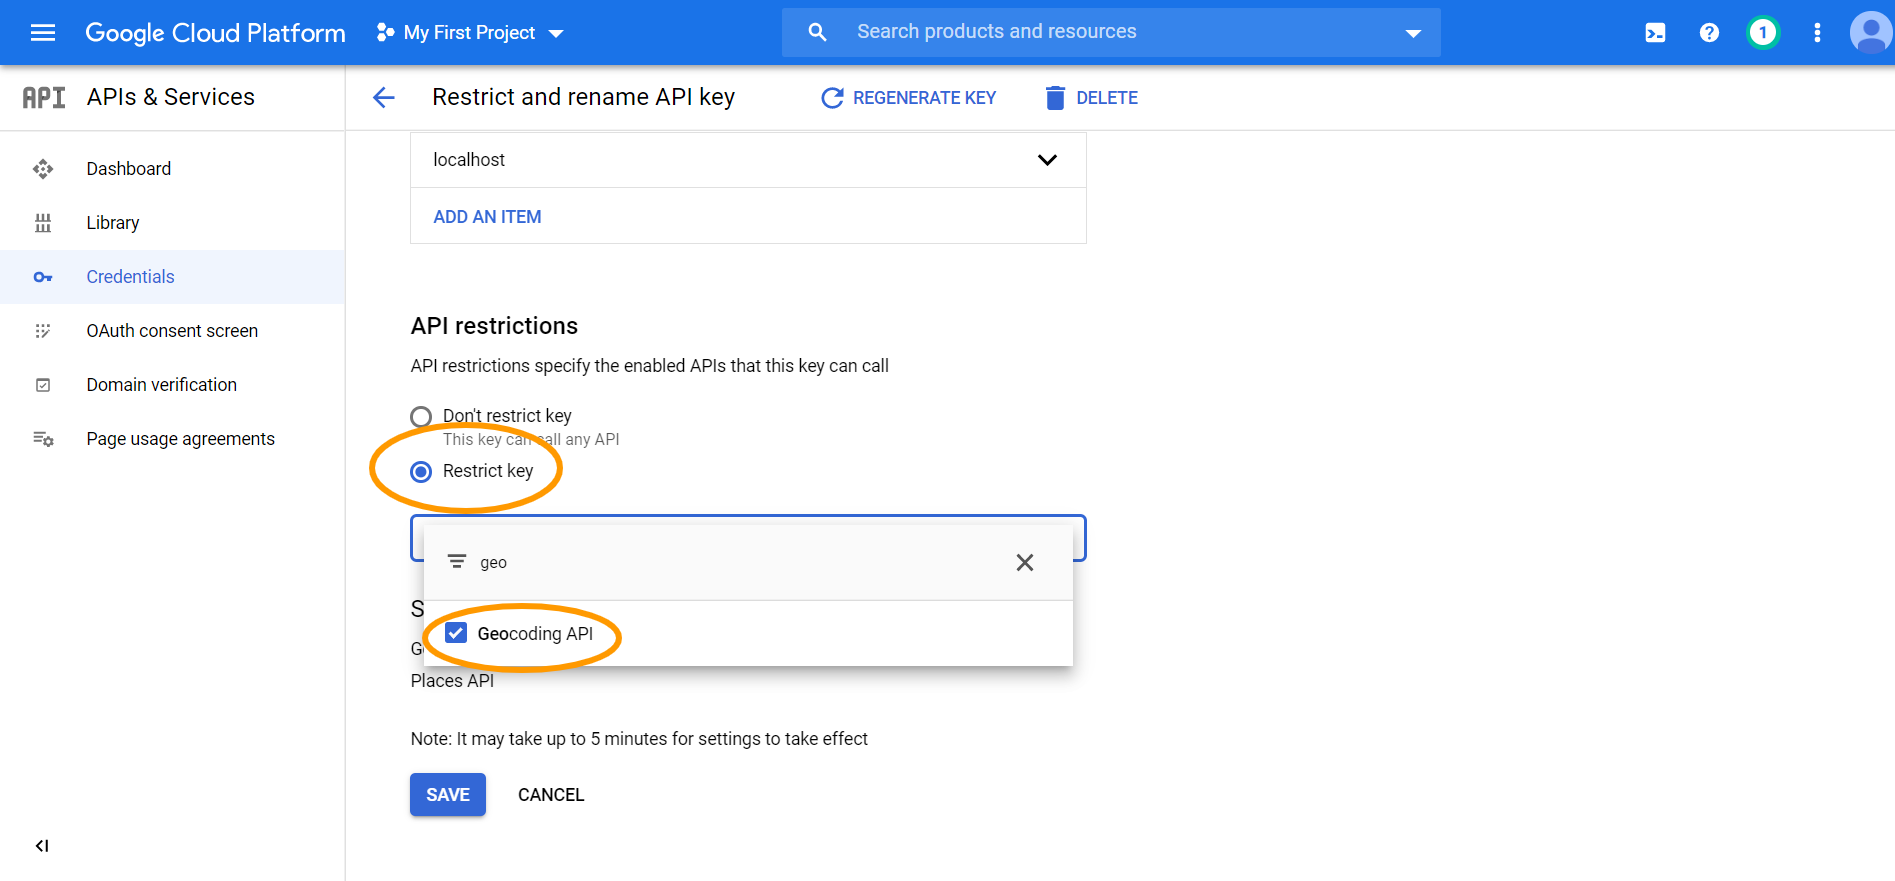 Google Cloud Platform
My First Project
Search products and resources
1
API APIs & Services
Restrict and rename API key
REGENERATE KEY
DELETE
Dashboard
Library
Credentials
OAuth consent screen
Domain verification
Page usage agreements
localhost
ADD AN ITEM
API restrictions
API restrictions specify the enabled APIs that this key can call
Don't restrict key
This key can call any API
Restrict key
geo
Geocoding API
Places API
Note: It may take up to 5 minutes for settings to take effect
SAVE
CANCEL